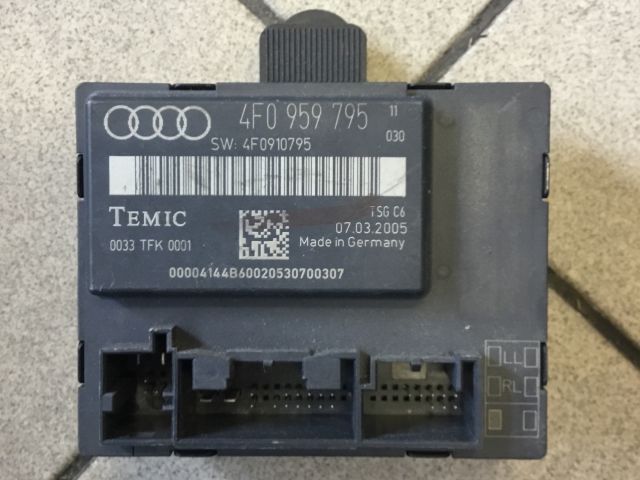 4F0 959 795 11
030
SW: 4F0910795
TEMIC
TSG C6
07.03.2005
0033 TFK 0001
Made in Germany
00004144B60020530700307
LL
RL